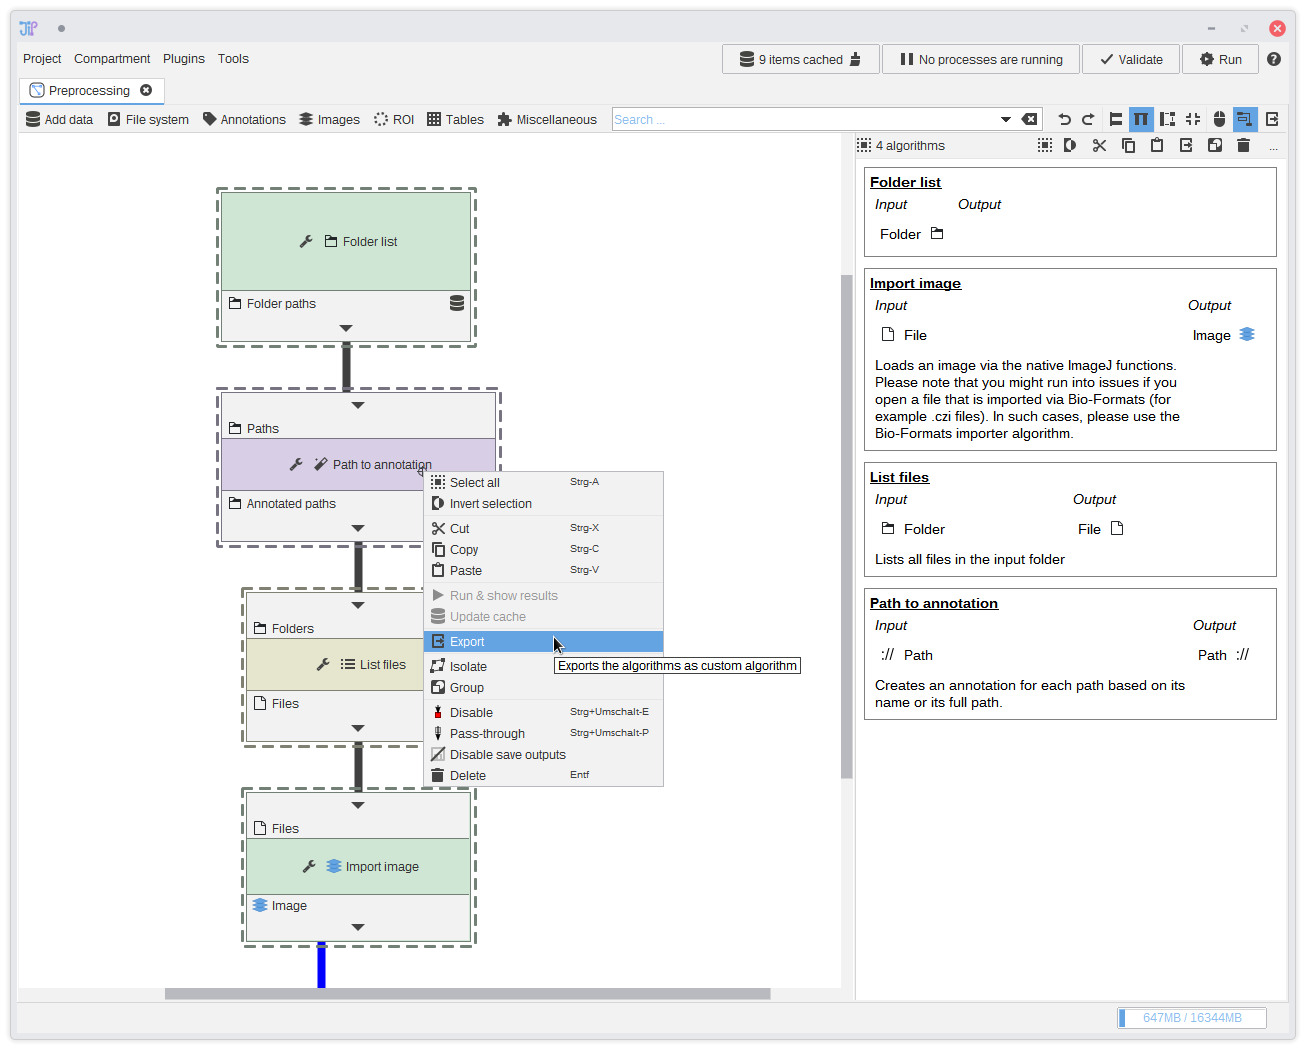 JIP
Project Compartment Plugins Tools
9 items cached
No processes are running
Validate
Run
Preprocessing
Add data
File system
Annotations
Images
ROI
Tables
Miscellaneous
Search ...
4 algorithms
...
Folder list
Folder paths
Paths
Path to annotation
Annotated paths
Folders
List files
Files
Files
Import image
Image
Select all Strg-A
Invert selection
Cut Strg-X
Copy Strg-C
Paste Strg-V
Run & show results
Update cache
Export
Exports the algorithms as custom algorithm
Isolate
Group
Disable Strg+Umschalt-E
Pass-through Strg+Umschalt-P
Disable save outputs
Delete Entf
Folder list
Input Output
Folder
Import image
Input Output
File Image
Loads an image via the native ImageJ functions.
Please note that you might run into issues if you
open a file that is imported via Bio-Formats (for
example .czi files). In such cases, please use the
Bio-Formats importer algorithm.
List files
Input Output
Folder File
Lists all files in the input folder
Path to annotation
Input Output
:// Path Path ://
Creates an annotation for each path based on its
name or its full path.
647MB / 16344MB